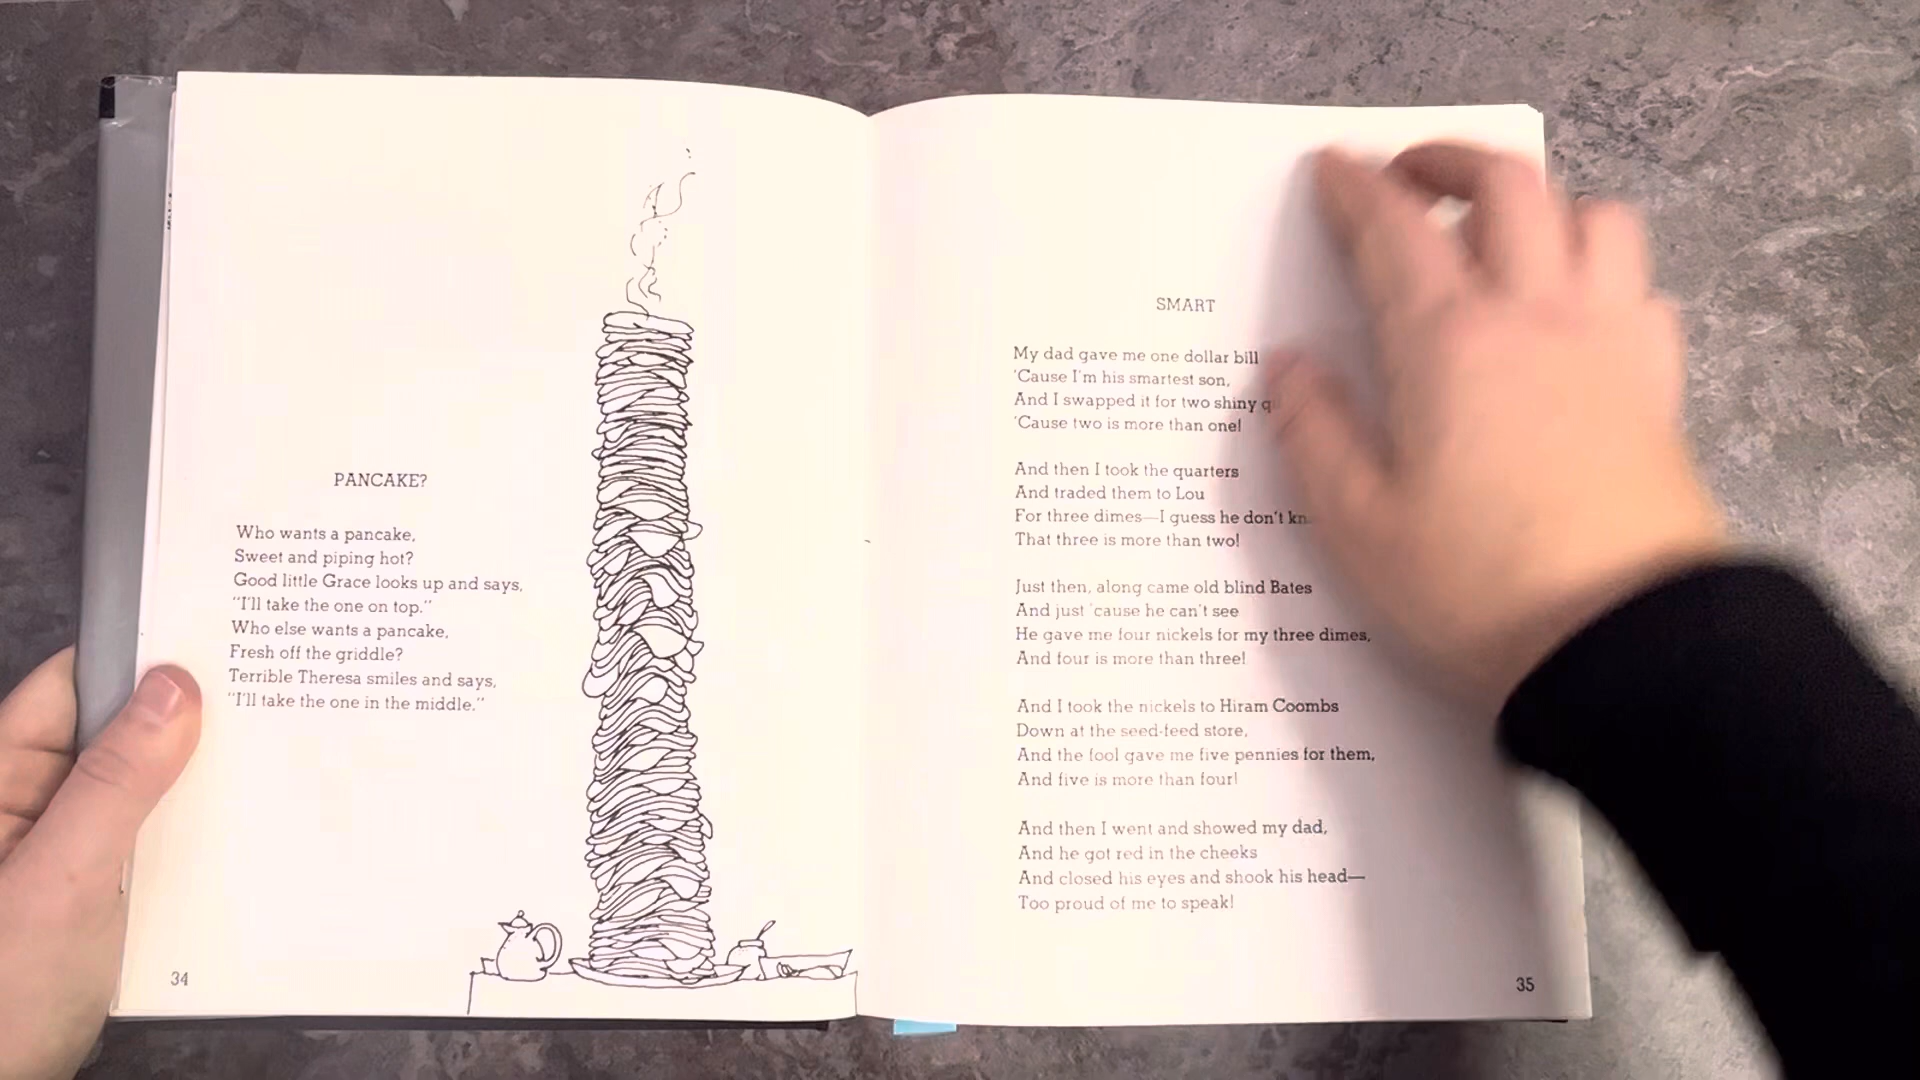 PANCAKE?
Who wants a pancake,
Sweet and piping hot?
Good little Grace looks up and says,
"I'll take the one on top."
Who else wants a pancake,
Fresh off the griddle?
Terrible Theresa smiles and says,
"I'll take the one in the middle."
34
SMART
My dad gave me one dollar bill
'Cause I'm his smartest son,
And I swapped it for two shiny
'Cause two is more than one!
And then I took the quarters
And traded them to Lou
For three dimes—I guess he don't
That three is more than two!
Just then, along came old blind Bates
And just 'cause he can't see
He gave me four nickels for my three dimes,
And four is more than three!
And I took the nickels to Hiram Coombs
Down at the seed-feed store,
And the fool gave me five pennies for them,
And five is more than four!
And then I went and showed my dad,
And he got red in the cheeks
And closed his eyes and shook his head—
Too proud of me to speak!
35